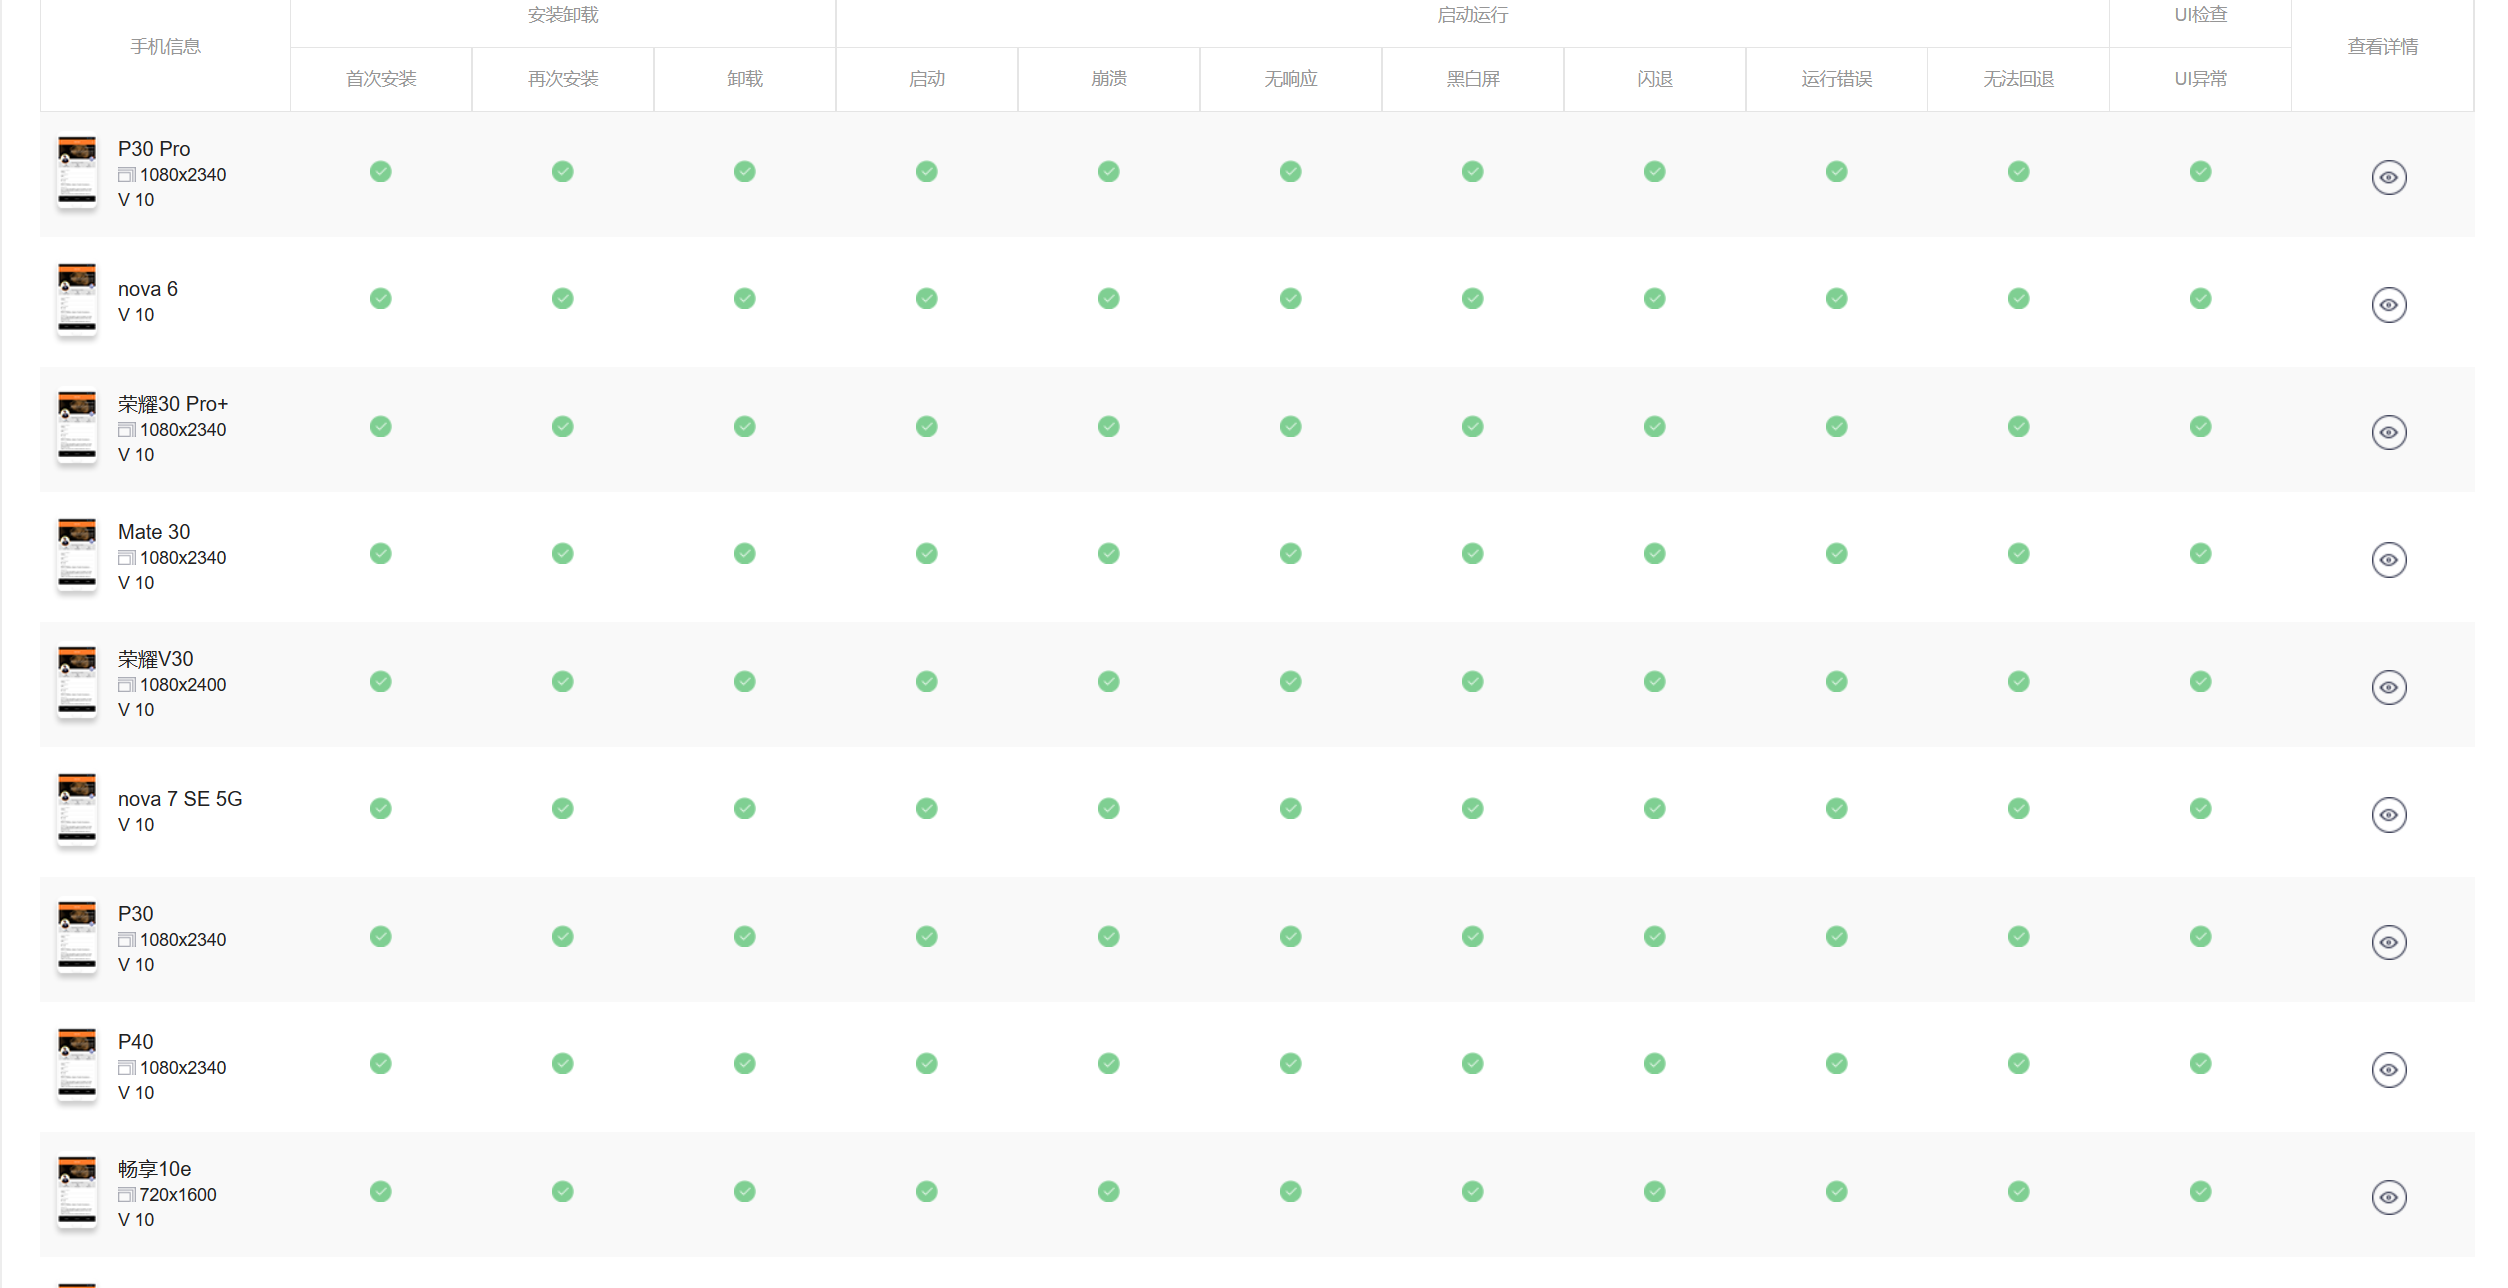 手机信息
安装卸载
启动运行
UI检查
查看详情
首次安装
再次安装
卸载
启动
崩溃
无响应
黑白屏
闪退
运行错误
无法回退
UI异常
P30 Pro
1080x2340
V 10
nova 6
V 10
荣耀30 Pro+
1080x2340
V 10
Mate 30
1080x2340
V 10
荣耀V30
1080x2400
V 10
nova 7 SE 5G
V 10
P30
1080x2340
V 10
P40
1080x2340
V 10
畅享10e
720x1600
V 10